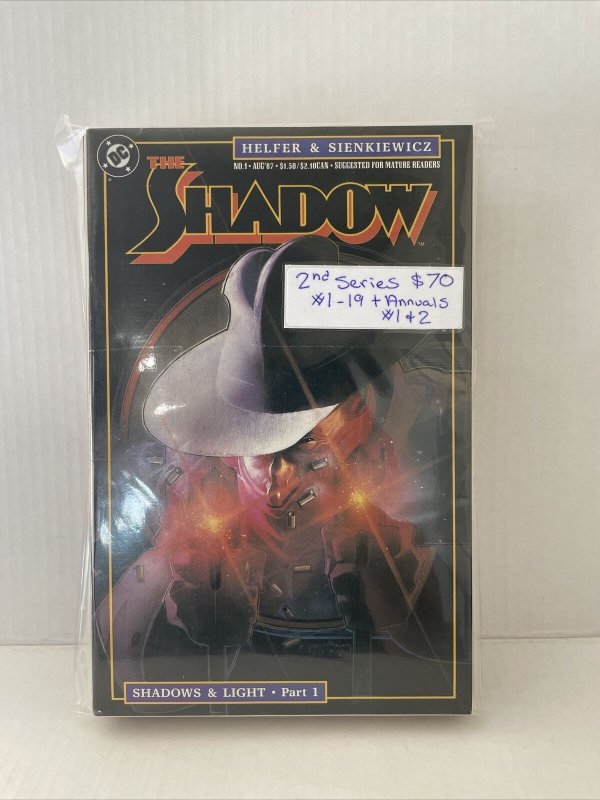 HELFER & SIENKIEWICZ
NO.1 • AUG'87 • $1.50/$2.10CAN • SUGGESTED FOR MATURE READERS
DC
THE
SHADOW
TM
2nd Series $70
#1-19 + Annuals
#1 & 2
SHADOWS & LIGHT • Part 1